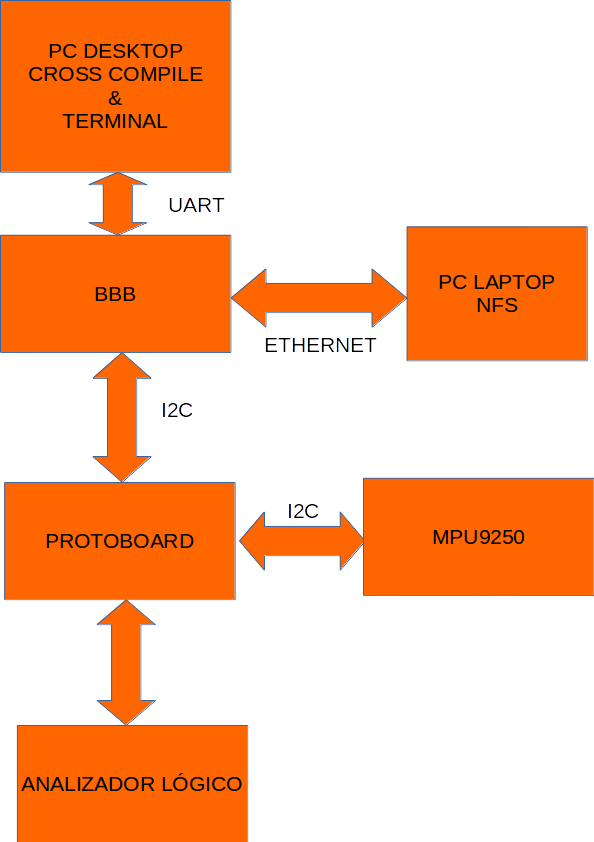 PC DESKTOP
CROSS COMPILE
&
TERMINAL
UART
BBB
PC LAPTOP
NFS
ETHERNET
I2C
PROTOBOARD
I2C
MPU9250
ANALIZADOR LÓGICO